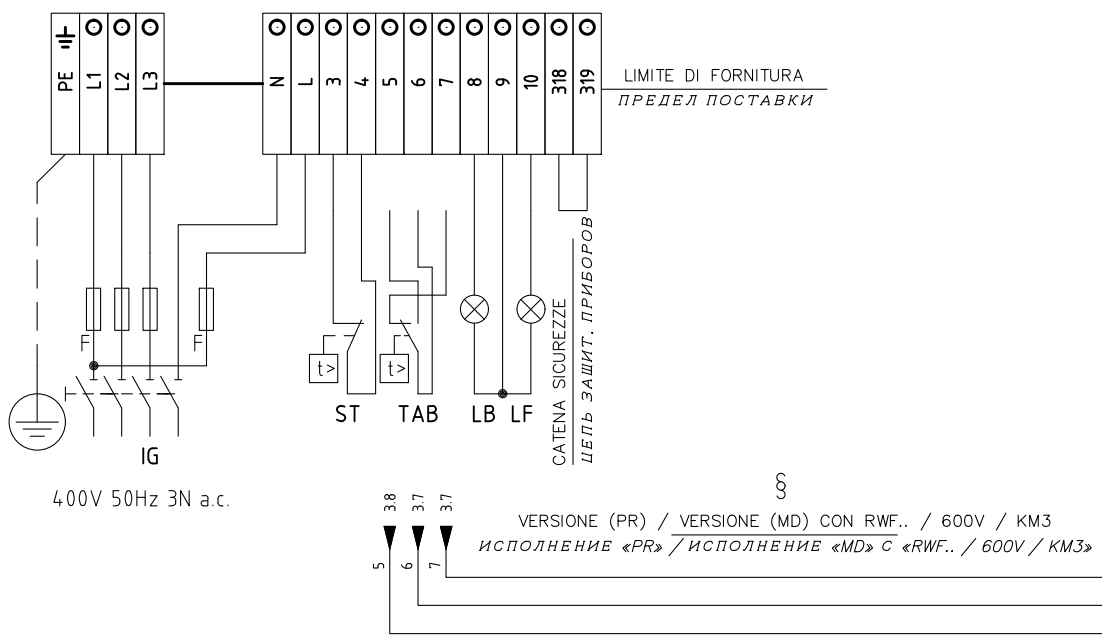 PE L1 L2 L3 N L 3 4 5 6 7 8 9 10 318 319
LIMITE DI FORNITURA
ПРЕДЕЛ ПОСТАВКИ
F F
t> t>
ST TAB LB LF
CATENA SICUREZZE
ЦЕПЬ ЗАЩИТ. ПРИБОРОВ
IG
400V 50Hz 3N a.c.
3.8 3.7 3.7
5 6 7
§
VERSIONE (PR) / VERSIONE (MD) CON RWF.. / 600V / KM3
ИСПОЛНЕНИЕ «PR» / ИСПОЛНЕНИЕ «MD» С «RWF.. / 600V / KM3»